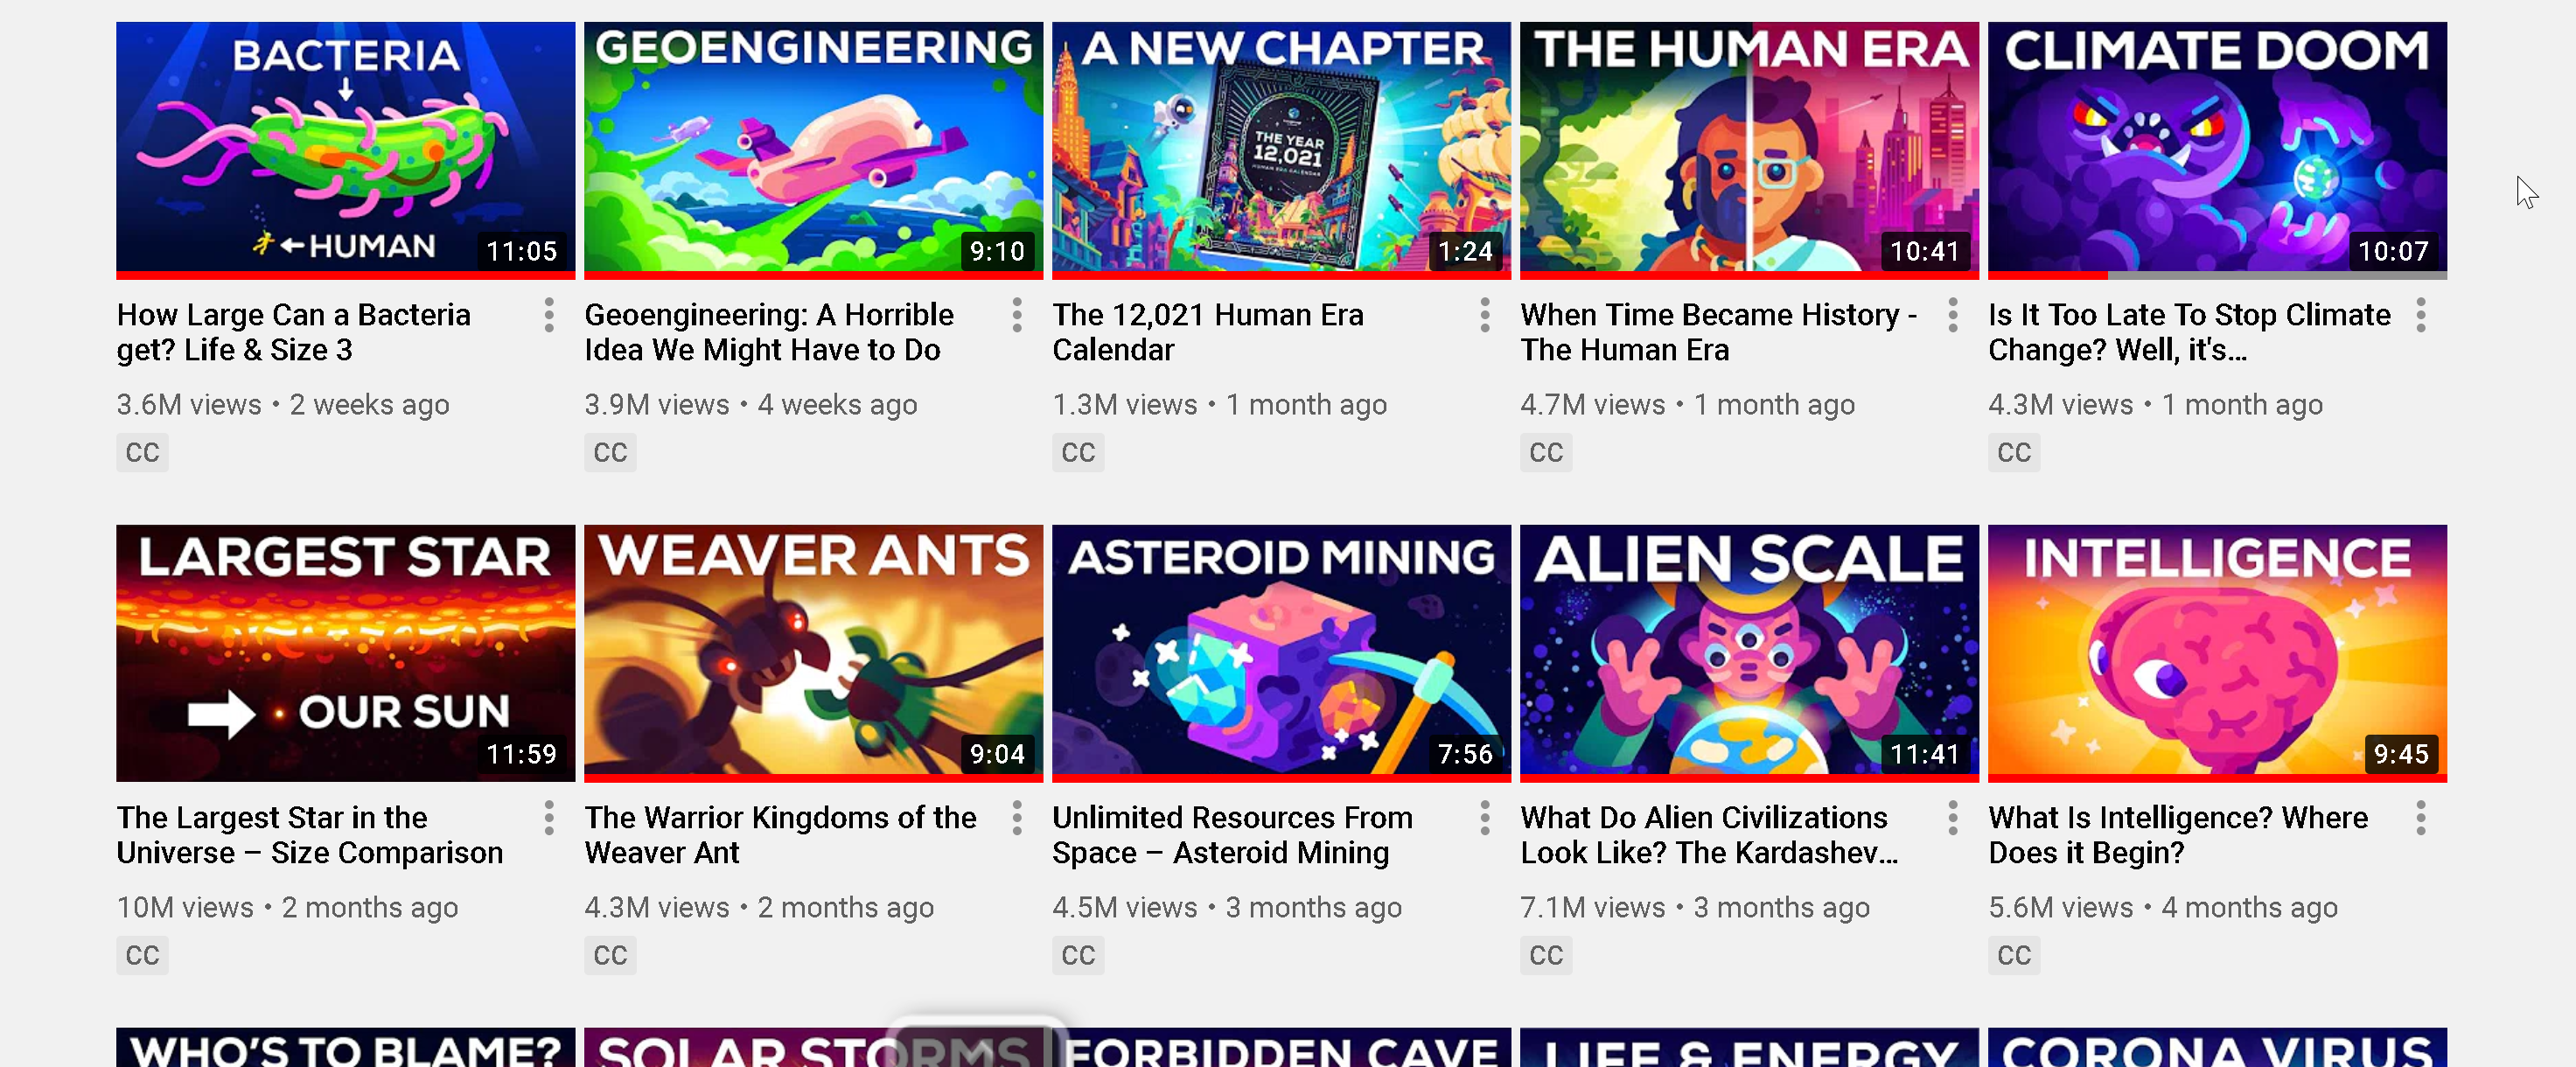 BACTERIA
←HUMAN
11:05
GEOENGINEERING
9:10
A NEW CHAPTER
THE YEAR
12,021
HUMAN ERA CALENDAR
1:24
THE HUMAN ERA
10:41
CLIMATE DOOM
10:07
How Large Can a Bacteria
get? Life & Size 3
3.6M views • 2 weeks ago
CC
Geoengineering: A Horrible
Idea We Might Have to Do
3.9M views • 4 weeks ago
CC
The 12,021 Human Era
Calendar
1.3M views • 1 month ago
CC
When Time Became History -
The Human Era
4.7M views • 1 month ago
CC
Is It Too Late To Stop Climate
Change? Well, it's...
4.3M views • 1 month ago
CC
LARGEST STAR
OUR SUN
11:59
WEAVER ANTS
9:04
ASTEROID MINING
7:56
ALIEN SCALE
11:41
INTELLIGENCE
9:45
The Largest Star in the
Universe – Size Comparison
10M views • 2 months ago
CC
The Warrior Kingdoms of the
Weaver Ant
4.3M views • 2 months ago
CC
Unlimited Resources From
Space – Asteroid Mining
4.5M views • 3 months ago
CC
What Do Alien Civilizations
Look Like? The Kardashev...
7.1M views • 3 months ago
CC
What Is Intelligence? Where
Does it Begin?
5.6M views • 4 months ago
CC
WHO'S TO BLAME?
SOLAR STORMS
FORBIDDEN CAVE
LIFE & ENERGY
CORONA VIRUS